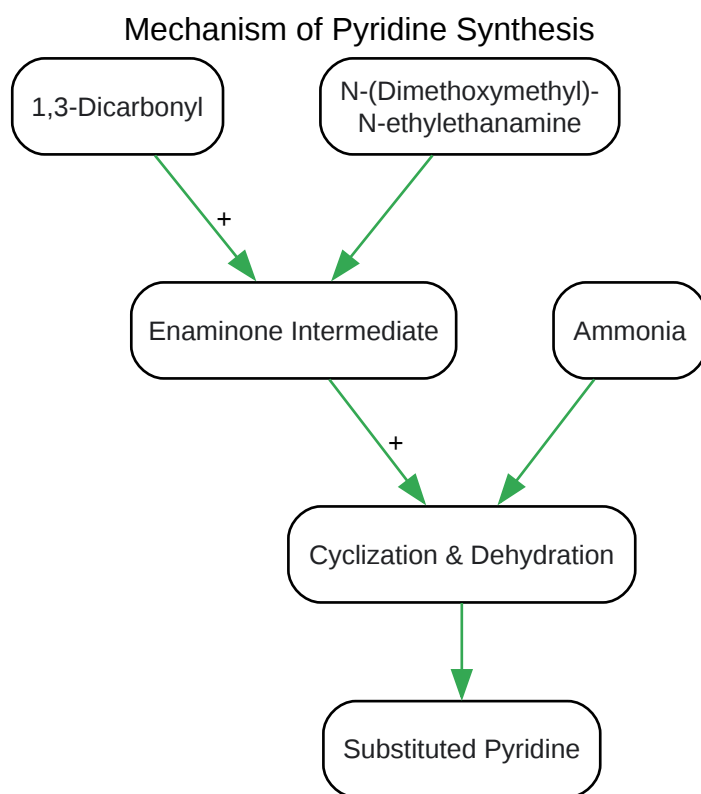 Mechanism of Pyridine Synthesis
1,3-Dicarbonyl
N-(Dimethoxymethyl)-
N-ethylethanamine
+
Enaminone Intermediate
Ammonia
+
Cyclization & Dehydration
Substituted Pyridine